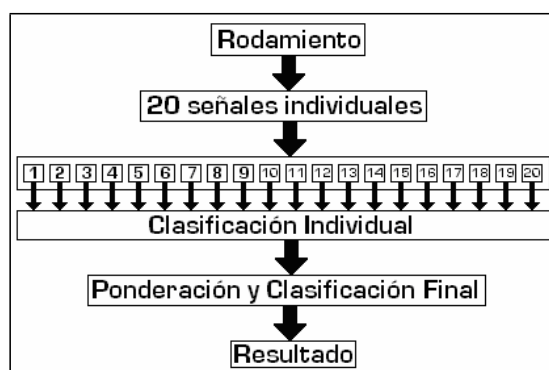 Rodamiento
20 señales individuales
1 2 3 4 5 6 7 8 9 10 11 12 13 14 15 16 17 18 19 20
Clasificación Individual
Ponderación y Clasificación Final
Resultado